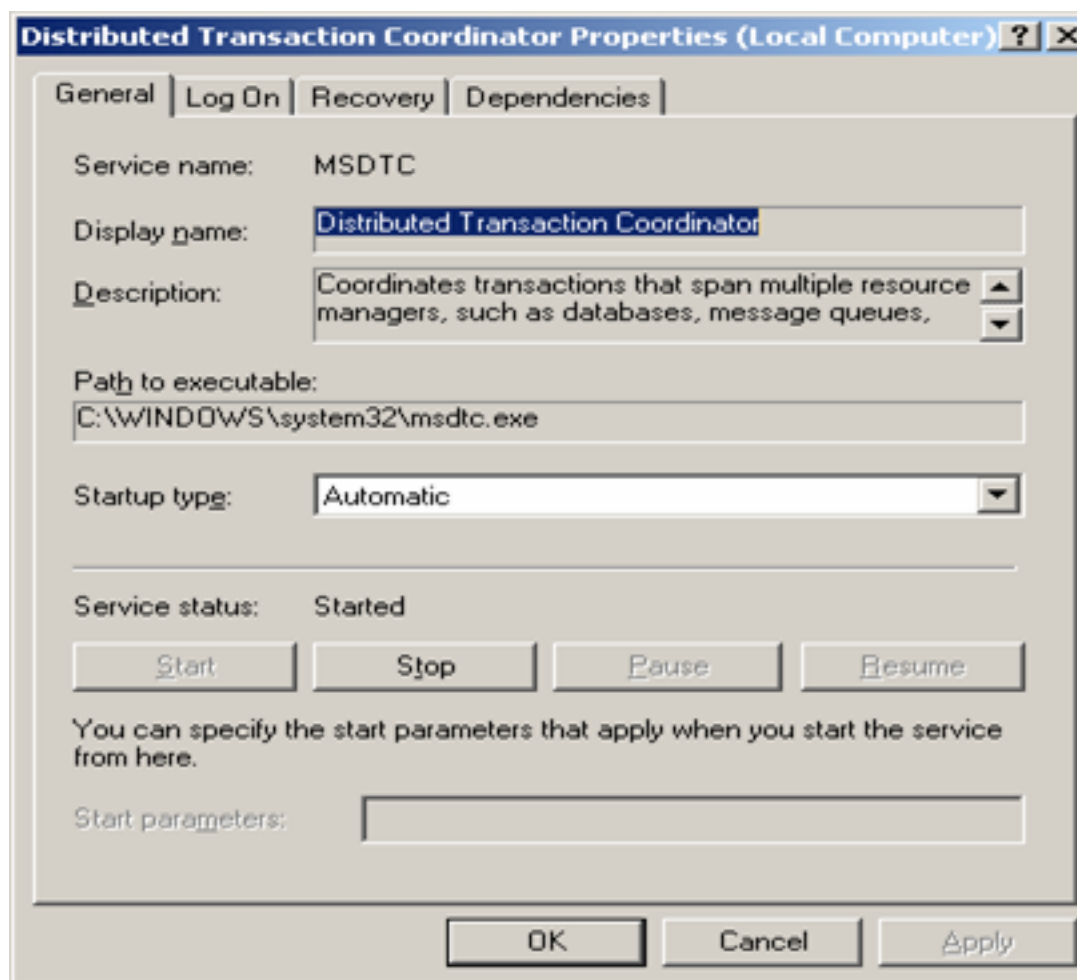 Distributed Transaction Coordinator Properties (Local Computer) ? X
General Log On Recovery Dependencies
Service name: MSDTC
Display name: Distributed Transaction Coordinator
Description: Coordinates transactions that span multiple resource
managers, such as databases, message queues,
Path to executable:
C:\WINDOWS\system32\msdtc.exe
Startup type: Automatic
Service status: Started
Start Stop Pause Resume
You can specify the start parameters that apply when you start the service
from here.
Start parameters:
OK Cancel Apply